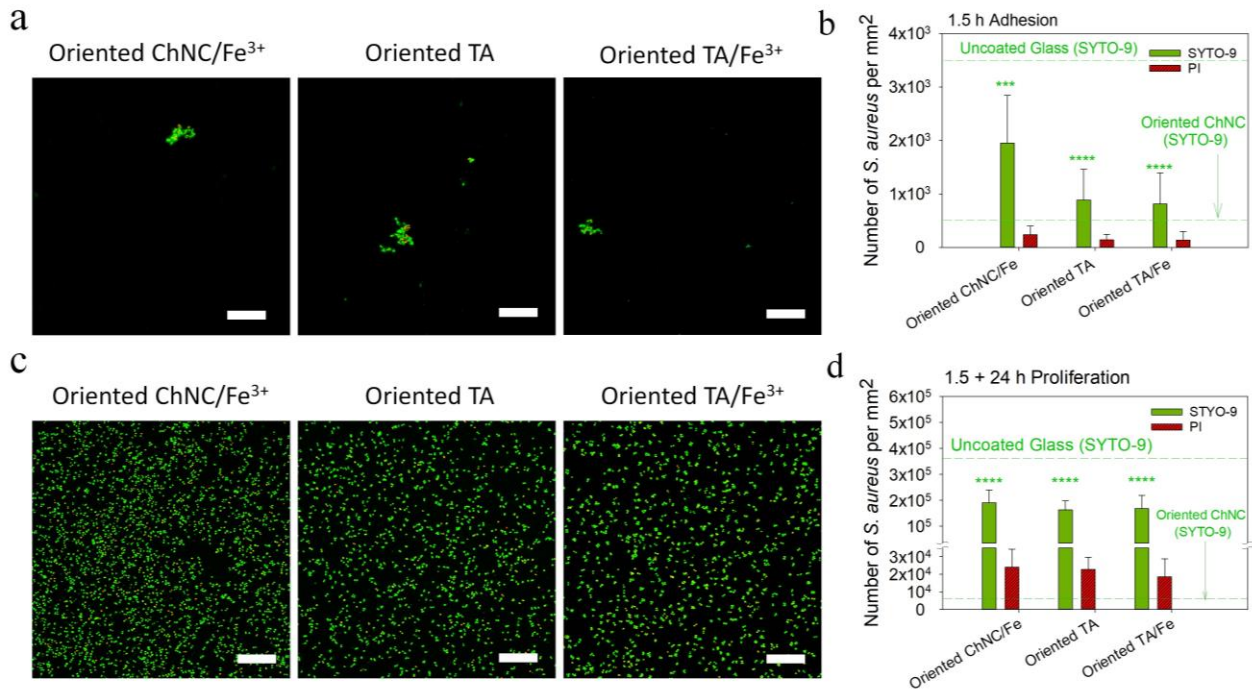 a
Oriented ChNC/Fe³⁺
Oriented TA
Oriented TA/Fe³⁺
b
1.5 h Adhesion
Number of S. aureus per mm²
4x10³
3x10³
2x10³
1x10³
0
Uncoated Glass (SYTO-9)
SYTO-9
PI
***
****
****
Oriented ChNC
(SYTO-9)
Oriented ChNC/Fe
Oriented TA
Oriented TA/Fe
c
Oriented ChNC/Fe³⁺
Oriented TA
Oriented TA/Fe³⁺
d
1.5 + 24 h Proliferation
Number of S. aureus per mm²
6x10⁵
5x10⁵
4x10⁵
3x10⁵
2x10⁵
10⁵
3x10⁴
2x10⁴
10⁴
0
STYO-9
PI
Uncoated Glass (SYTO-9)
****
****
****
Oriented ChNC
(SYTO-9)
Oriented ChNC/Fe
Oriented TA
Oriented TA/Fe